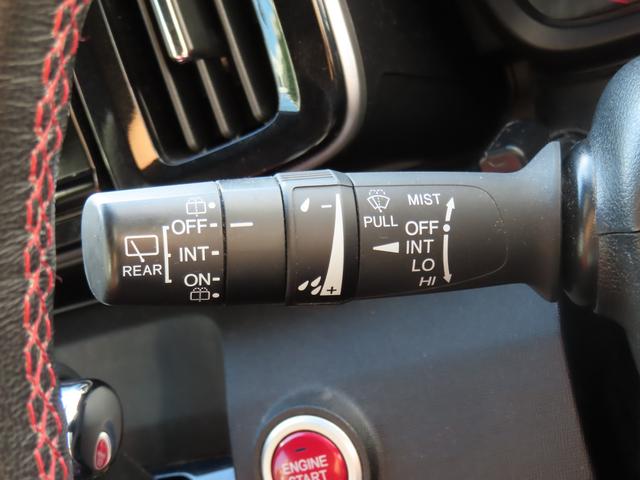 REAR
OFF
INT
ON
−
+
PULL
MIST
OFF
INT
LO
HI
ENGINE
START